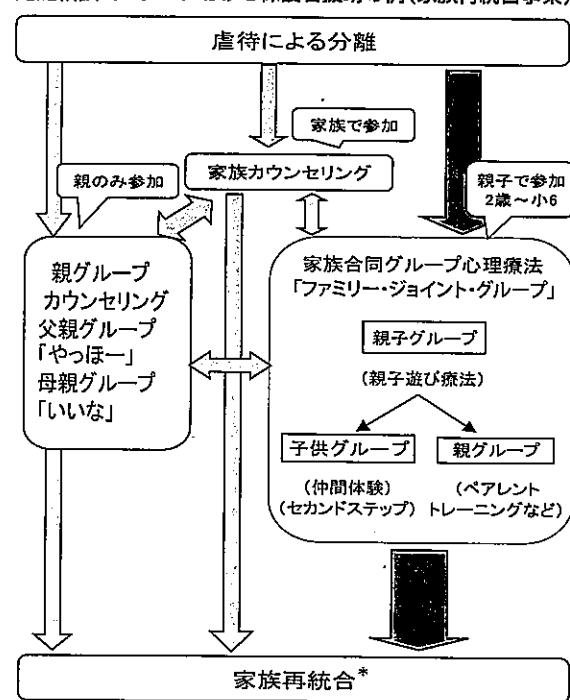 虐待による分離
家族で参加
家族カウンセリング
親のみ参加
親子で参加
2歳～小6
親グループ
カウンセリング
父親グループ
「やっほー」
母親グループ
「いいな」
家族合同グループ心理療法
「ファミリー・ジョイント・グループ」
親子グループ
(親子遊び療法)
子供グループ
親グループ
(仲間体験)
(セカンドステップ)
(ペアレント
トレーニングなど)
家族再統合*